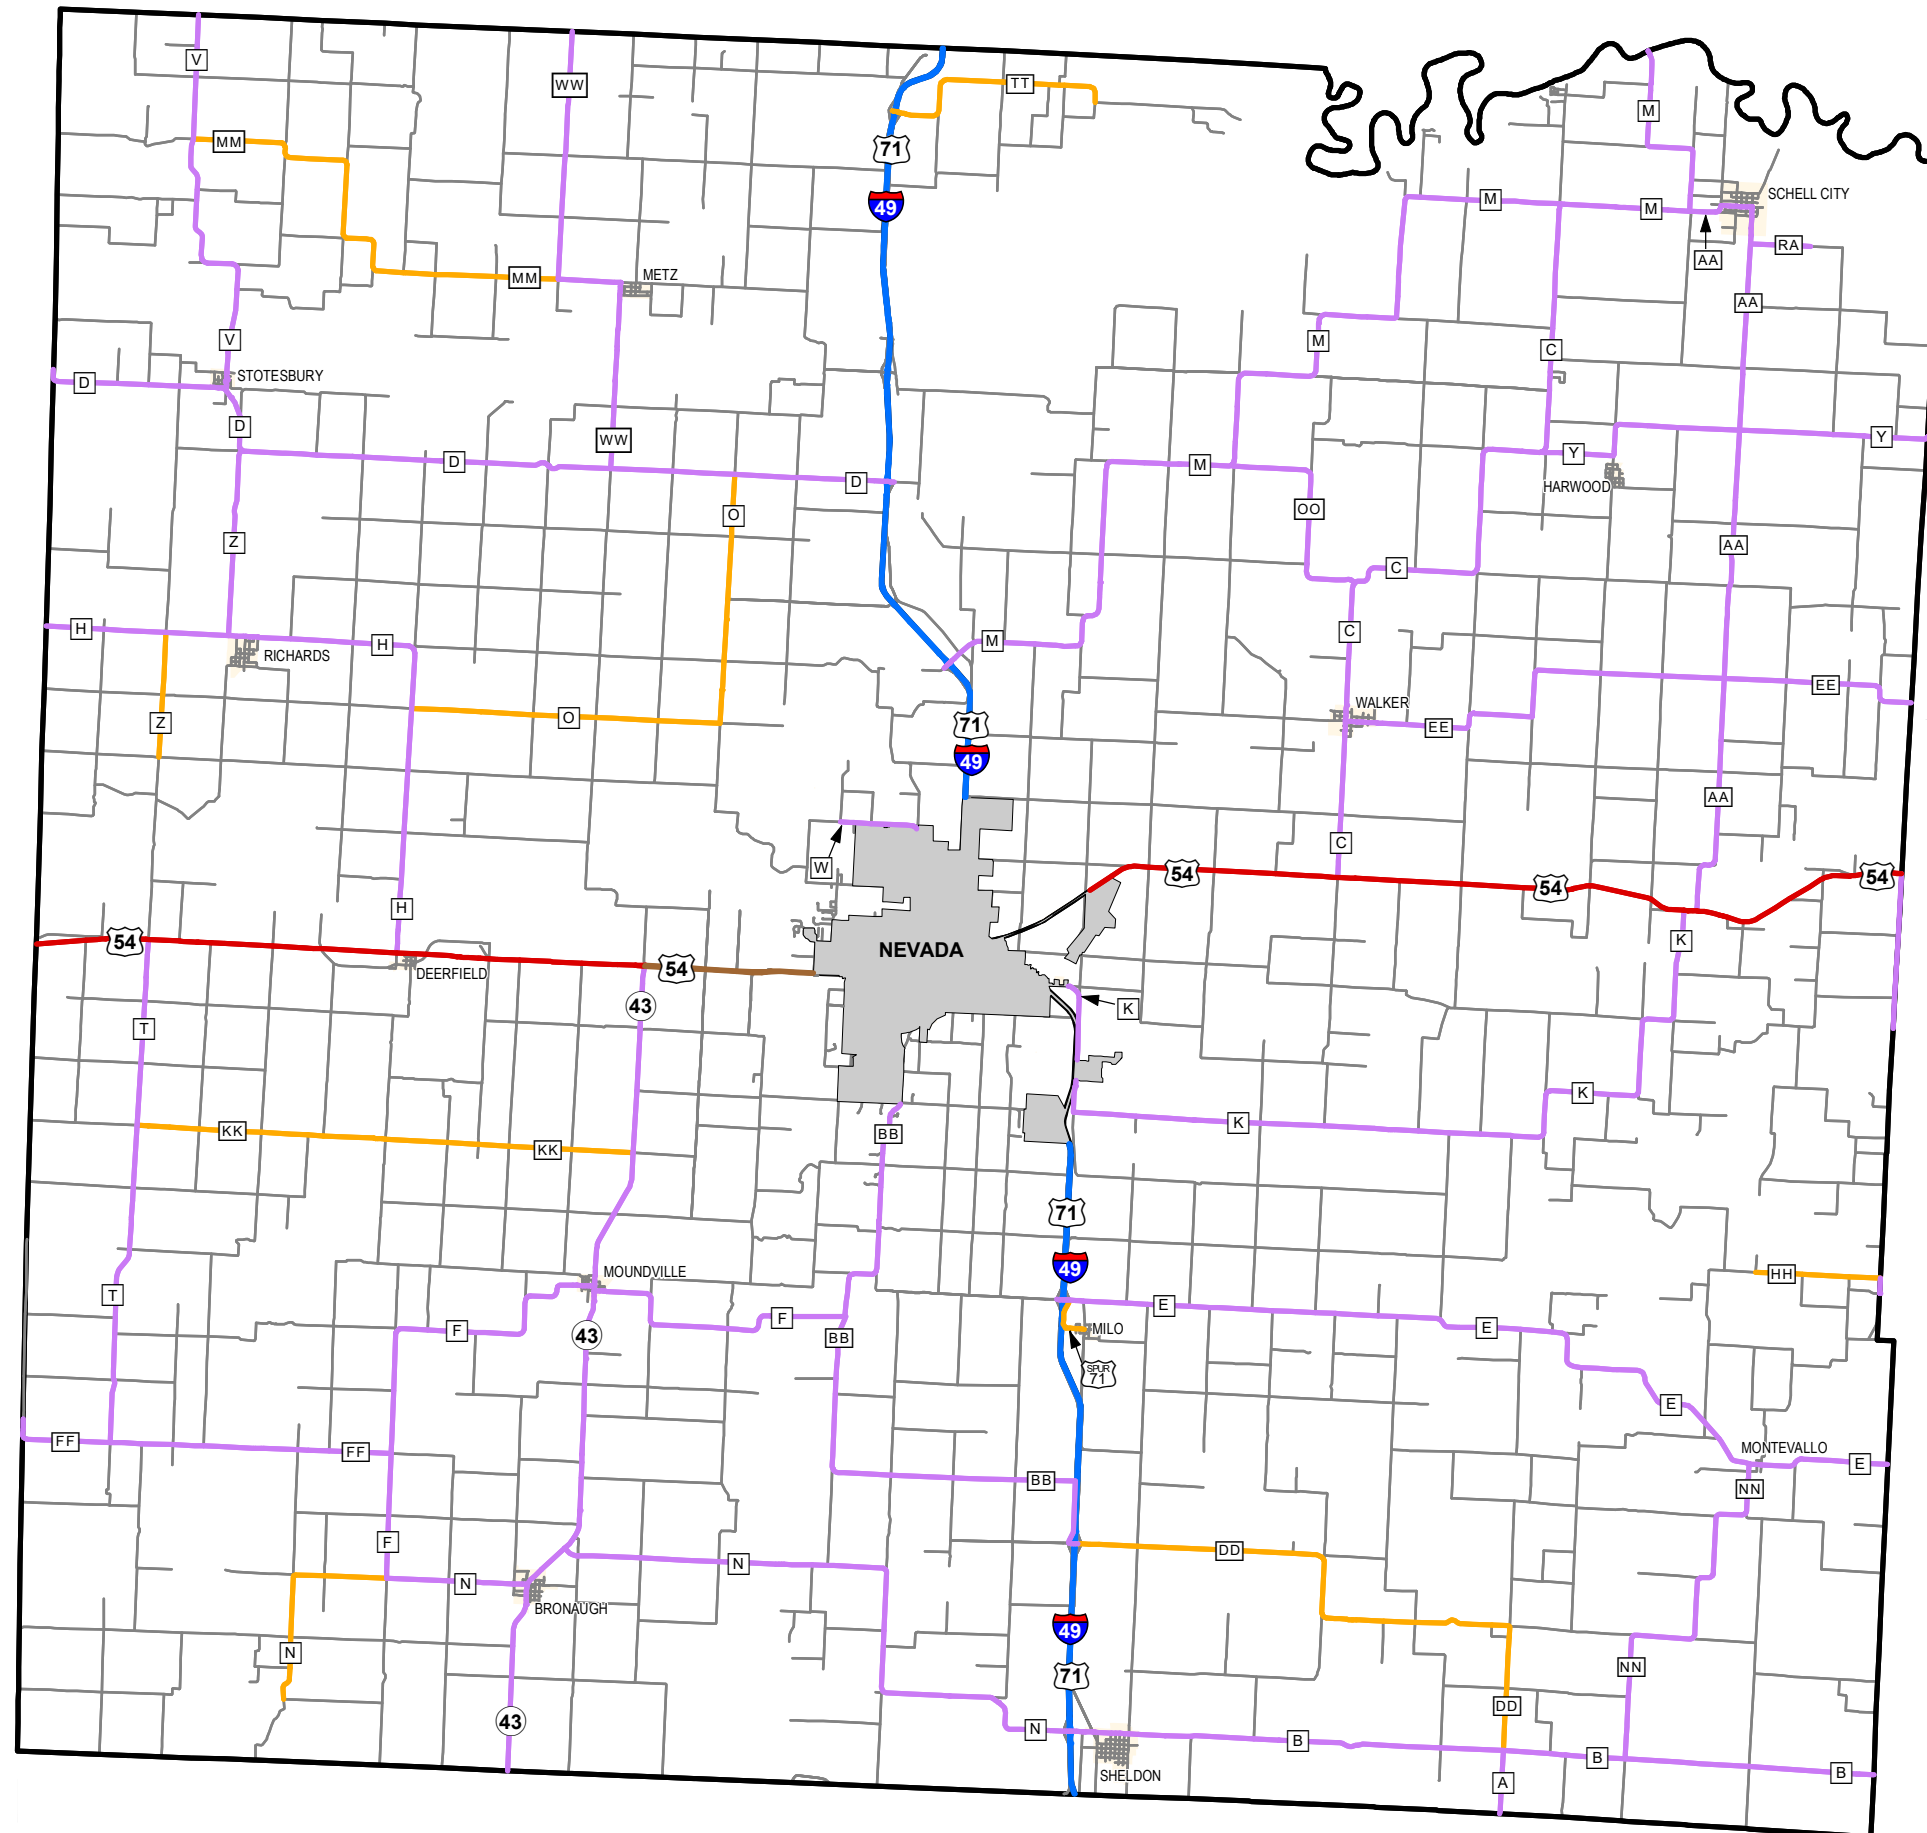 V
WW
TT
M
MM
71
49
SCHELL CITY
M
M
RA
AA
MM
METZ
AA
V
M
C
STOTESBURY
D
D
WW
Y
D
M
Y
D
HARWOOD
O
OO
Z
AA
C
H
H
M
C
RICHARDS
EE
Z
O
71
WALKER
EE
49
AA
C
W
54
54
54
H
54
NEVADA
K
DEERFIELD
54
43
K
T
K
K
KK
KK
BB
71
49
MOUNDVILLE
HH
T
F
F
E
E
43
BB
MILO
SPUR
71
E
FF
FF
MONTEVALLO
E
BB
NN
F
N
DD
N
BRONAUGH
49
N
NN
71
DD
43
N
B
B
SHELDON
B
A